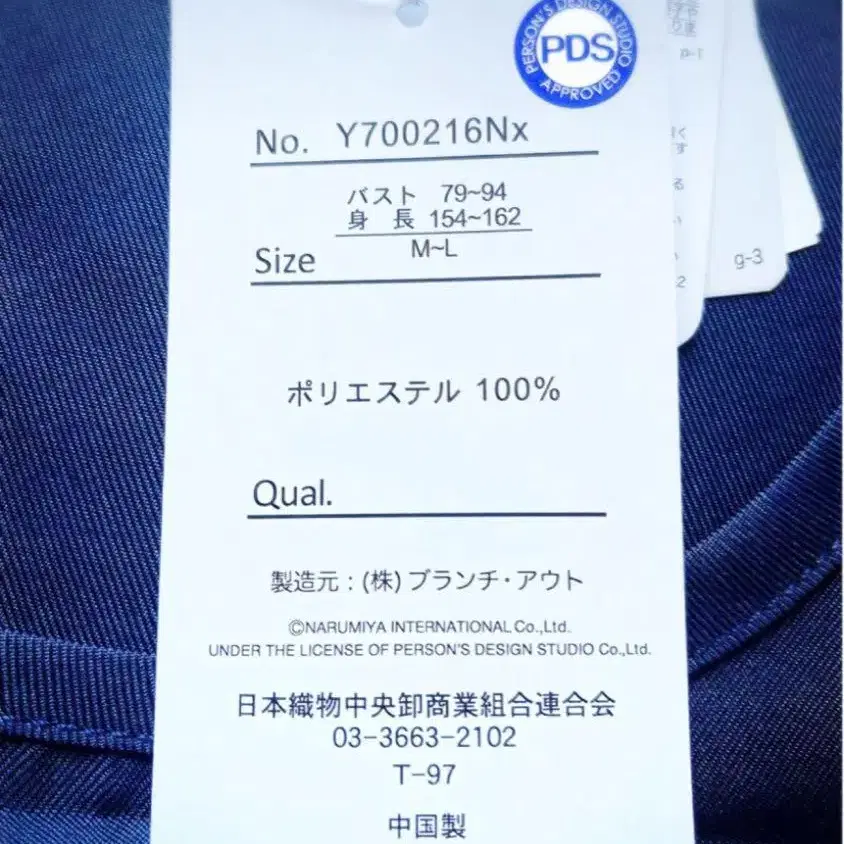 PERSON'S DESIGN STUDIO
PDS
APPROVED
No. Y700216Nx
バスト 79~94
身 長 154~162
M~L
Size
ポリエステル 100%
Qual.
製造元：(株)ブランチ・アウト
©NARUMIYA INTERNATIONAL Co.,Ltd.
UNDER THE LICENSE OF PERSON'S DESIGN STUDIO Co.,Ltd.
日本織物中央卸商業組合連合会
03-3663-2102
T-97
中国製
g-3